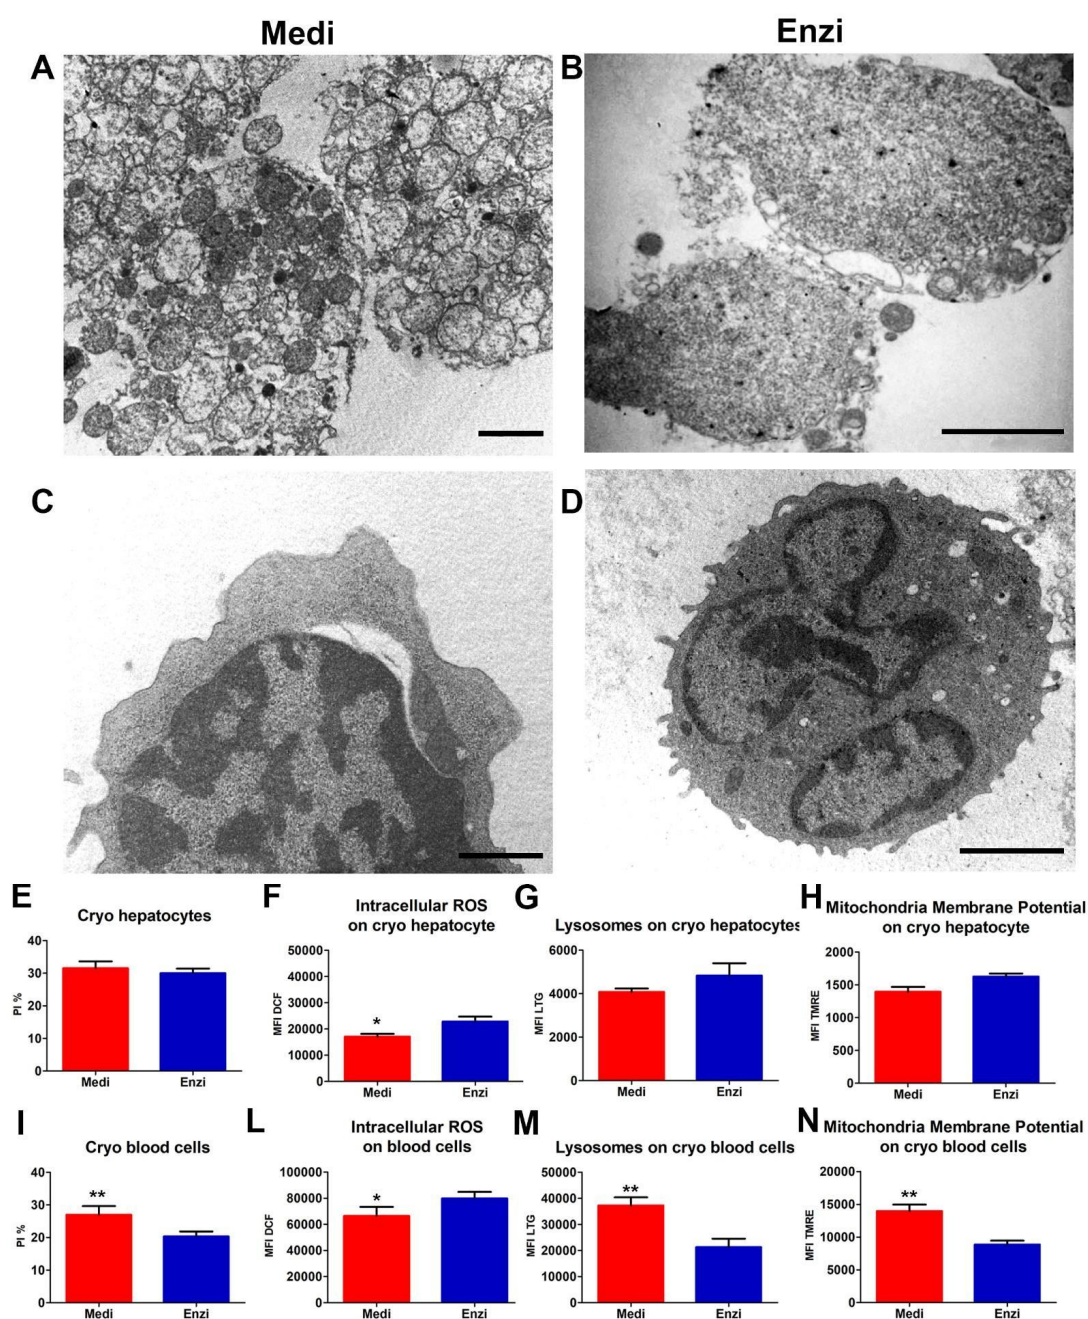 Medi
Enzi
A
B
C
D
E
Cryo hepatocytes
PI %
40
30
20
10
0
Medi
Enzi
F
Intracellular ROS
on cryo hepatocyte
MFI DCF
50000
40000
30000
20000
10000
0
*
Medi
Enzi
G
Lysosomes on cryo hepatocytes
MFI LTG
6000
4000
2000
0
Medi
Enzi
H
Mitochondria Membrane Potential
on cryo hepatocyte
MFI TMRE
2000
1500
1000
500
0
Medi
Enzi
I
Cryo blood cells
PI %
40
30
20
10
0
**
Medi
Enzi
L
Intracellular ROS
on blood cells
MFI DCF
100000
80000
60000
40000
20000
0
*
Medi
Enzi
M
Lysosomes on cryo blood cells
MFI LTG
50000
40000
30000
20000
10000
0
**
Medi
Enzi
N
Mitochondria Membrane Potential
on cryo blood cells
MFI TMRE
20000
15000
10000
5000
0
**
Medi
Enzi